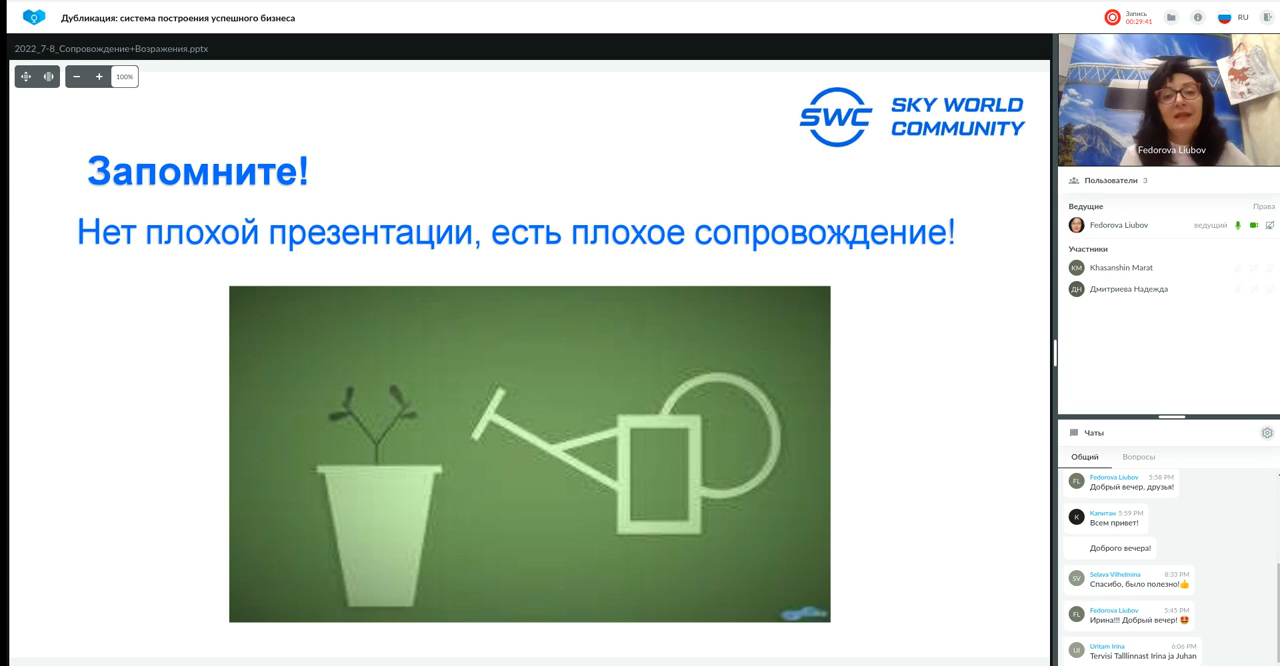 Дубликация: система построения успешного бизнеса
Запись
00:29:41
RU
2022_7-8_Сопровождение+Возражения.pptx
100%
SWC
SKY WORLD
COMMUNITY
Запомните!
Нет плохой презентации, есть плохое сопровождение!
Fedorova Liubov
Пользователи 3
Ведущие
Права
Fedorova Liubov
ведущий
Участники
KM
Khasanshin Marat
ДН
Дмитриева Надежда
Чаты
Общий
Вопросы
FL
Fedorova Liubov 5:58 PM
Добрый вечер, друзья!
К
Капитан 5:59 PM
Всем привет!
Доброго вечера!
SV
Selava Vilhelmina 8:33 PM
Спасибо, было полезно!👍
FL
Fedorova Liubov 5:45 PM
Ирина!!! Добрый вечер! 🤩
UI
Uritam Irina 6:06 PM
Tervisi Talllinnast Irina ja Juhan